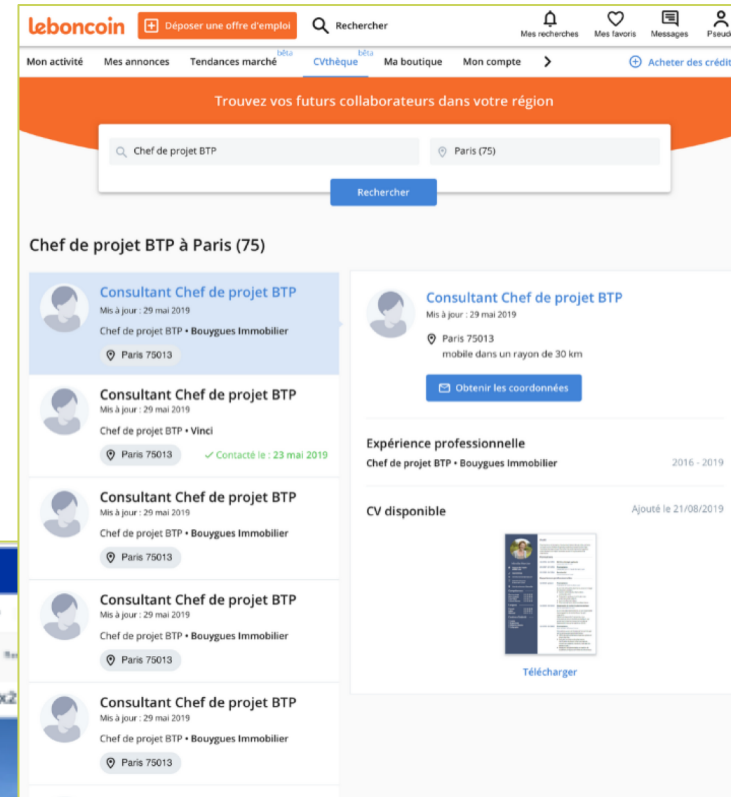 leboncoin
Déposer une offre d'emploi
Rechercher
Mes recherches
Mes favoris
Messages
Mon activité
Mes annonces
Tendances marché bêta
CVthèque bêta
Ma boutique
Mon compte
Acheter des crédit
Trouvez vos futurs collaborateurs dans votre région
Chef de projet BTP
Paris (75)
Rechercher
Chef de projet BTP à Paris (75)
Consultant Chef de projet BTP
Mis à jour : 29 mai 2019
Chef de projet BTP • Bouygues Immobilier
Paris 75013
Consultant Chef de projet BTP
Mis à jour : 29 mai 2019
Chef de projet BTP • Vinci
Paris 75013
Contacté le : 23 mai 2019
Consultant Chef de projet BTP
Mis à jour : 29 mai 2019
Chef de projet BTP • Bouygues Immobilier
Paris 75013
Consultant Chef de projet BTP
Mis à jour : 29 mai 2019
Chef de projet BTP • Bouygues Immobilier
Paris 75013
Consultant Chef de projet BTP
Mis à jour : 29 mai 2019
Chef de projet BTP • Bouygues Immobilier
Paris 75013
Consultant Chef de projet BTP
Mis à jour : 29 mai 2019
Paris 75013
mobile dans un rayon de 30 km
Obtenir les coordonnées
Expérience professionnelle
Chef de projet BTP • Bouygues Immobilier
2016 - 2019
CV disponible
Ajouté le 21/08/2019
Télécharger
x2